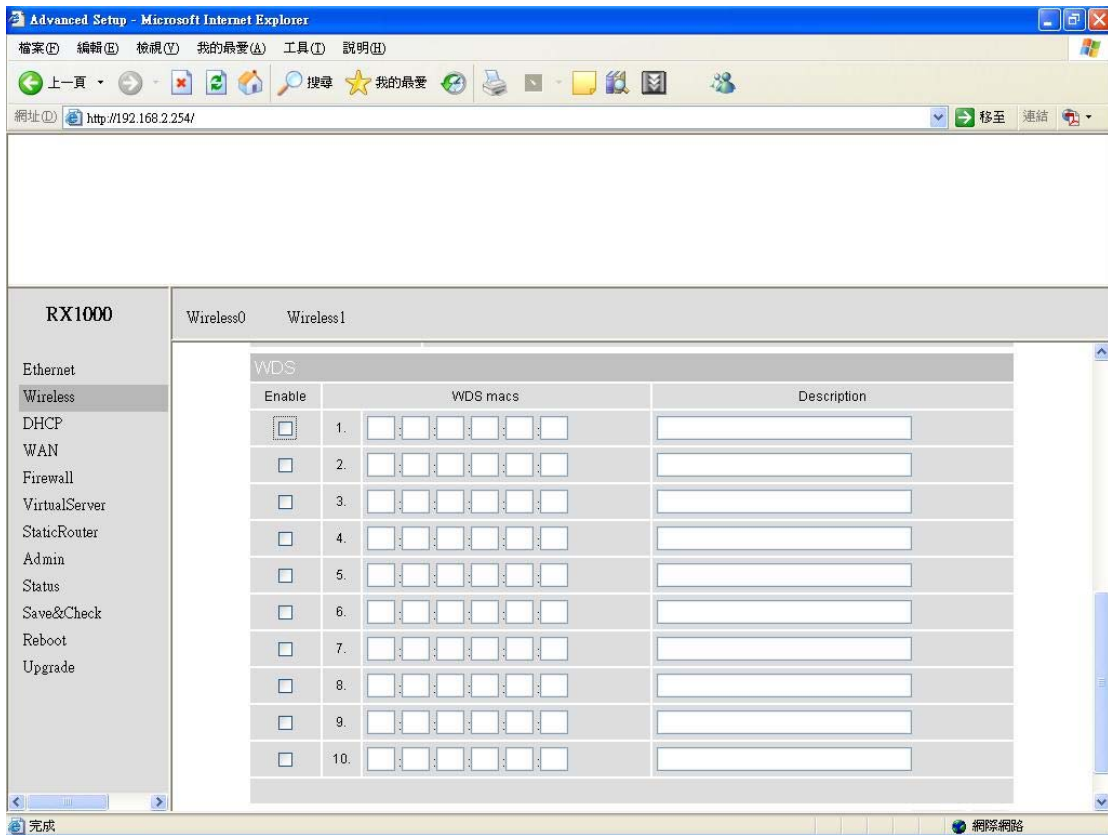 Advanced Setup - Microsoft Internet Explorer
檔案(F) 編輯(E) 檢視(V) 我的最愛(A) 工具(T) 說明(H)
上一頁 搜尋 我的最愛
網址(D) http://192.168.2.254/ 移至 連結
RX1000 Wireless0 Wireless1
Ethernet
Wireless
DHCP
WAN
Firewall
VirtualServer
StaticRouter
Admin
Status
Save&Check
Reboot
Upgrade
WDS
Enable WDS macs Description
1. : : : : :
2. : : : : :
3. : : : : :
4. : : : : :
5. : : : : :
6. : : : : :
7. : : : : :
8. : : : : :
9. : : : : :
10. : : : : :
完成 網際網路